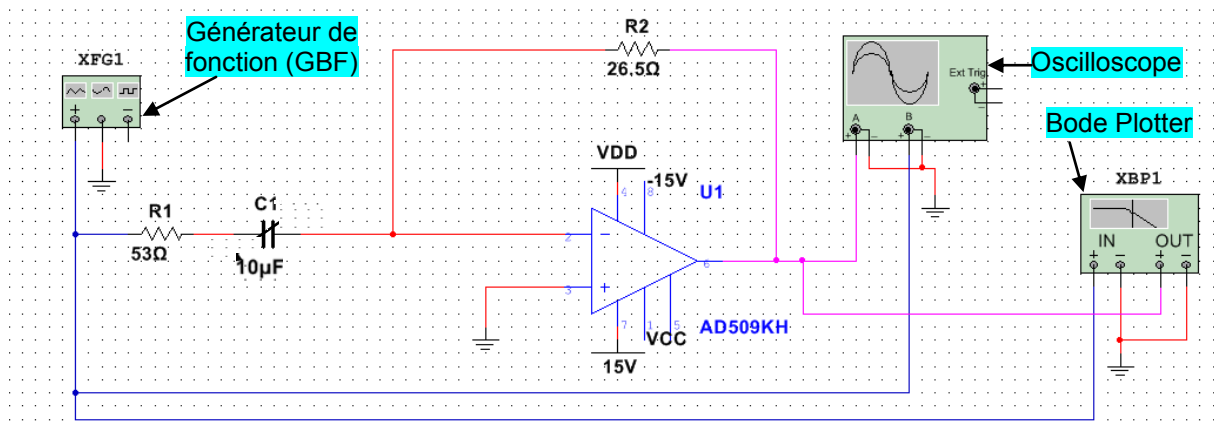 Générateur de
fonction (GBF)
XFG1
+
−
R2
26.5Ω
Oscilloscope
Ext Trig
+
−
A
B
+
−
+
−
Bode Plotter
XBP1
IN
OUT
+
−
+
−
VDD
-15V
U1
4
8
R1
53Ω
C1
10µF
2
−
6
3
+
7
1
5
VCC
AD509KH
15V